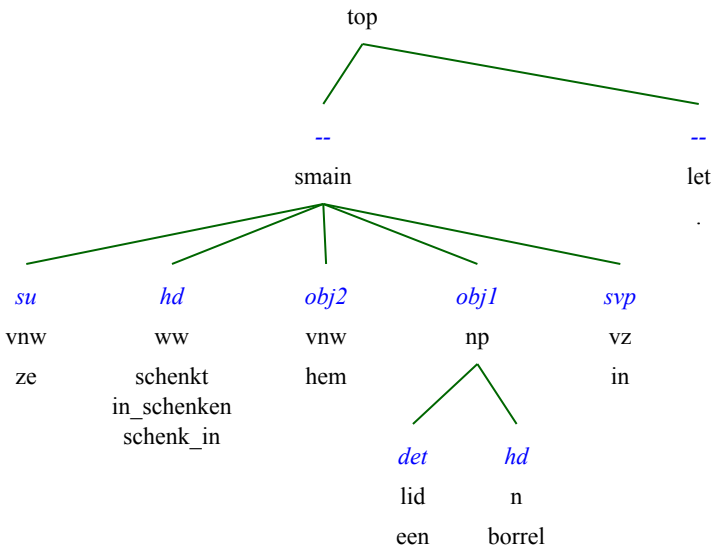 top
-- --
smain let
.
su hd obj2 obj1 svp
vnw ww vnw np vz
ze schenkt hem in
in_schenken
schenk_in
det hd
lid n
een borrel